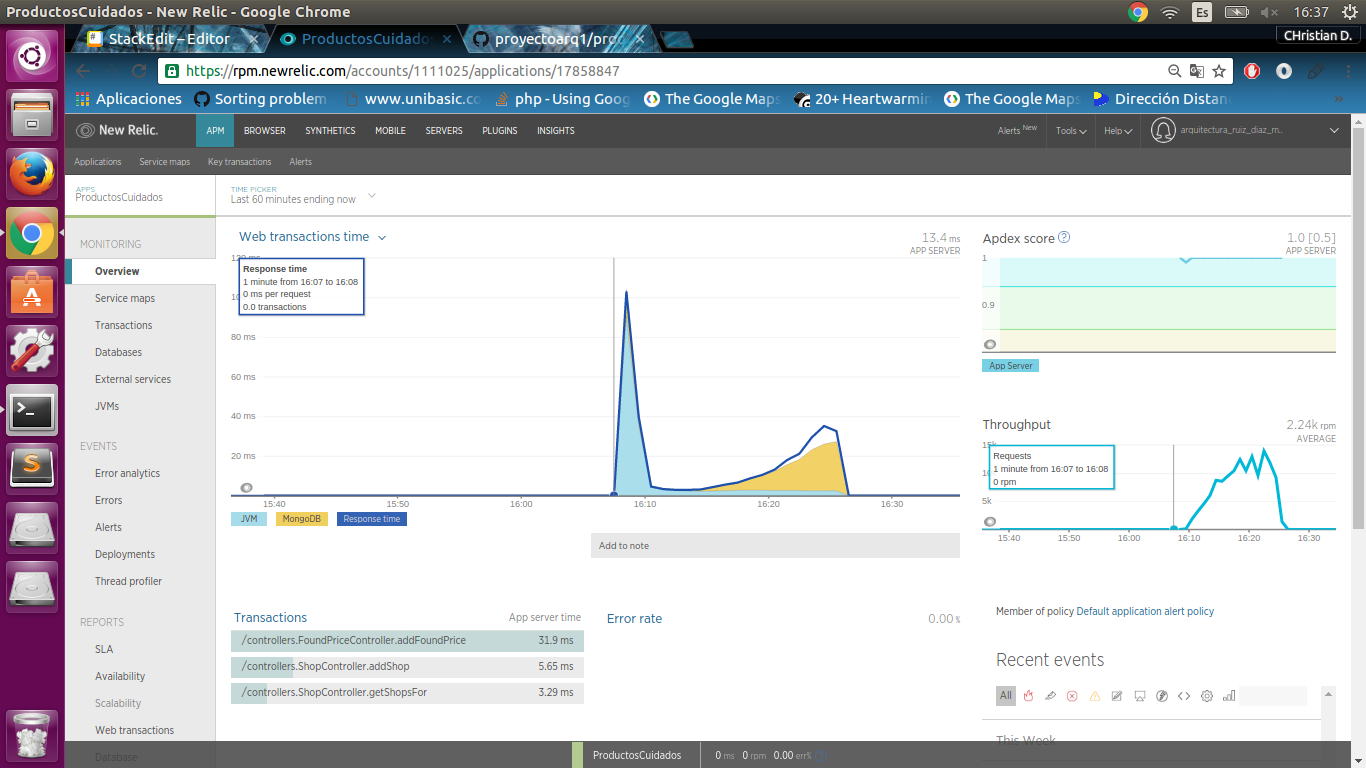 ProductosCuidados - New Relic - Google Chrome
Es
16:37
StackEdit – Editor
ProductosCuidado
proyectoarq1/pro
CHristian D.
https://rpm.newrelic.com/accounts/1111025/applications/17858847
Aplicaciones
Sorting problem
www.unibasic.co
php - Using Goog
The Google Maps
20+ Heartwarmin
The Google Maps
Dirección Distan
»
New Relic.
APM
BROWSER
SYNTHETICS
MOBILE
SERVERS
PLUGINS
INSIGHTS
Alerts New
Tools
Help
arquitectura_ruiz_diaz_m..
Applications
Service maps
Key transactions
Alerts
APPS
ProductosCuidados
TIME PICKER
Last 60 minutes ending now
MONITORING
Overview
Service maps
Transactions
Databases
External services
JVMs
EVENTS
Error analytics
Errors
Alerts
Deployments
Thread profiler
REPORTS
SLA
Availability
Scalability
Web transactions
Database
Web transactions time
13.4 ms
APP SERVER
Response time
1 minute from 16:07 to 16:08
0 ms per request
0.0 transactions
80 ms
60 ms
40 ms
20 ms
15:40
15:50
16:00
16:10
16:20
16:30
JVM
MongoDB
Response time
Add to note
Transactions
App server time
/controllers.FoundPriceController.addFoundPrice
31.9 ms
/controllers.ShopController.addShop
5.65 ms
/controllers.ShopController.getShopsFor
3.29 ms
Error rate
0.00 %
Apdex score ?
1.0 [0.5]
APP SERVER
1
0.9
App Server
Throughput
2.24k rpm
AVERAGE
Requests
1 minute from 16:07 to 16:08
0 rpm
5k
15:40
15:50
16:00
16:10
16:20
16:30
Member of policy Default application alert policy
Recent events
All
This Week
ProductosCuidados
0 ms
0 rpm
0.00 err%